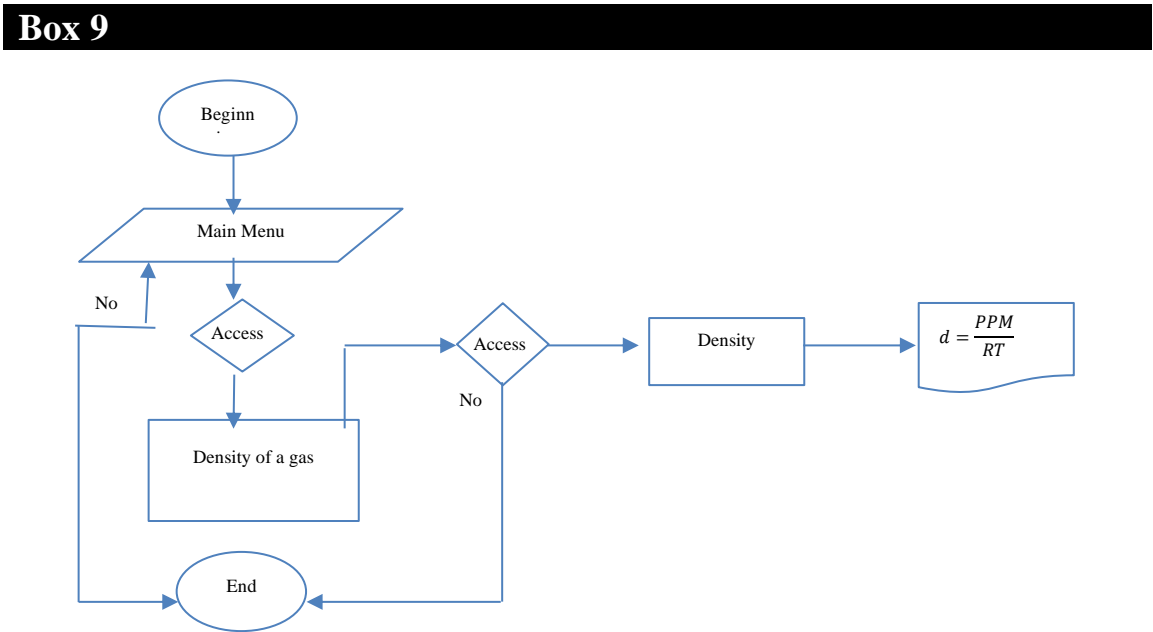 Box 9
Beginn
Main Menu
No
Access
Access
Density
d = PPM / RT
No
Density of a gas
End